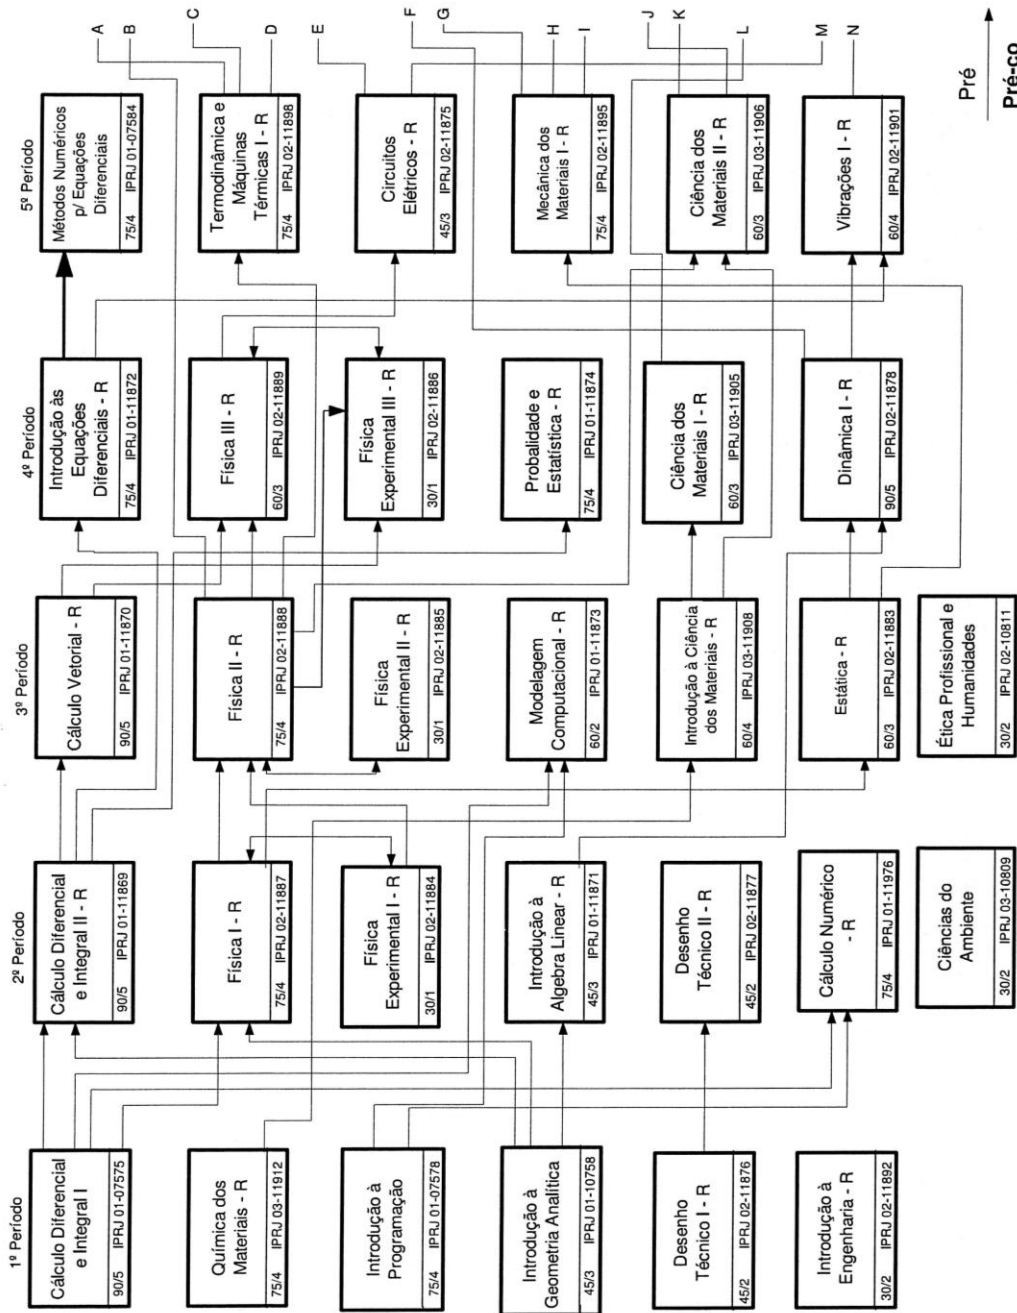 1º Período
Cálculo Diferencial
e Integral I
90/5 IPRJ 01-07575
Química dos
Materiais - R
75/4 IPRJ 03-11912
Introdução à
Programação
75/4 IPRJ 01-07578
Introdução à
Geometria Analítica
45/3 IPRJ 01-10758
Desenho
Técnico I - R
45/2 IPRJ 02-11876
Introdução à
Engenharia - R
30/2 IPRJ 02-11892
2º Período
Cálculo Diferencial
e Integral II - R
90/5 IPRJ 01-11869
Física I - R
75/4 IPRJ 02-11887
Física
Experimental I - R
30/1 IPRJ 02-11884
Introdução à
Algebra Linear - R
45/3 IPRJ 01-11871
Desenho
Técnico II - R
45/2 IPRJ 02-11877
Cálculo Numérico
- R
75/4 IPRJ 01-11976
Ciências do
Ambiente
30/2 IPRJ 03-10809
3º Período
Cálculo Vetorial - R
90/5 IPRJ 01-11870
Física II - R
75/4 IPRJ 02-11888
Física
Experimental II - R
30/1 IPRJ 02-11885
Modelagem
Computacional - R
60/2 IPRJ 01-11873
Introdução à Ciência
dos Materiais - R
60/4 IPRJ 03-11908
Estática - R
60/3 IPRJ 02-11883
Ética Profissional e
Humanidades
30/2 IPRJ 02-10811
4º Período
Introdução às
Equações
Diferenciais - R
75/4 IPRJ 01-11872
Física III - R
60/3 IPRJ 02-11889
Física
Experimental III - R
30/1 IPRJ 02-11886
Probalidade e
Estatística - R
75/4 IPRJ 01-11874
Ciência dos
Materiais I - R
60/3 IPRJ 03-11905
Dinâmica I - R
90/5 IPRJ 02-11878
5º Período
Métodos Numéricos
p/ Equações
Diferenciais
75/4 IPRJ 01-07584
Termodinâmica e
Máquinas
Térmicas I - R
75/4 IPRJ 02-11898
Circuitos
Elétricos - R
45/3 IPRJ 02-11875
Mecânica dos
Materiais I - R
75/4 IPRJ 02-11895
Ciência dos
Materiais II - R
60/3 IPRJ 03-11906
Vibrações I - R
60/4 IPRJ 02-11901
A
B
C
D
E
F
G
H
I
J
K
L
M
N
Pré
Pré-co